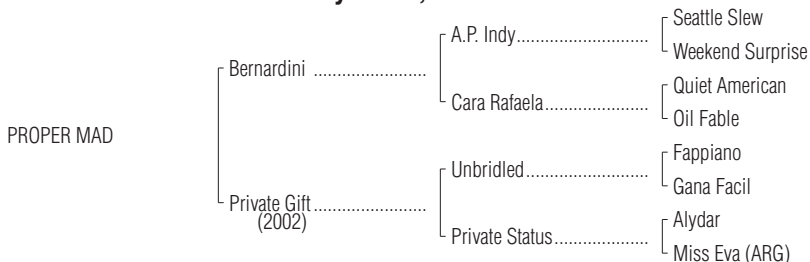 Seattle Slew
A.P. Indy
Weekend Surprise
Bernardini
Quiet American
Cara Rafaela
Oil Fable
PROPER MAD
Fappiano
Unbridled
Gana Facil
Private Gift
(2002)
Alydar
Private Status
Miss Eva (ARG)